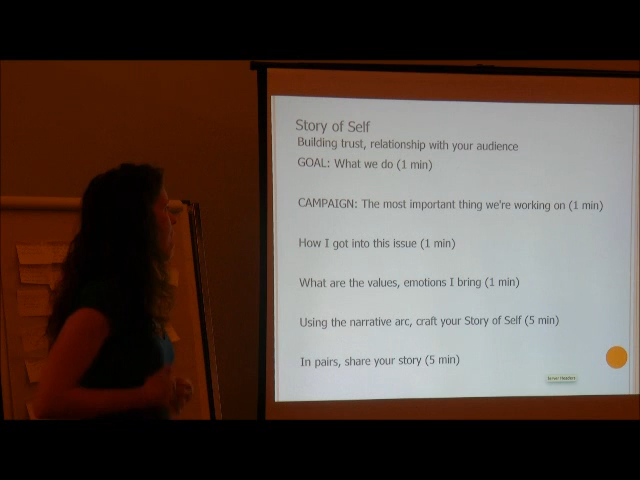 Story of Self
Building trust, relationship with your audience
GOAL: What we do (1 min)
CAMPAIGN: The most important thing we're working on (1 min)
How I got into this issue (1 min)
What are the values, emotions I bring (1 min)
Using the narrative arc, craft your Story of Self (5 min)
In pairs, share your story (5 min)